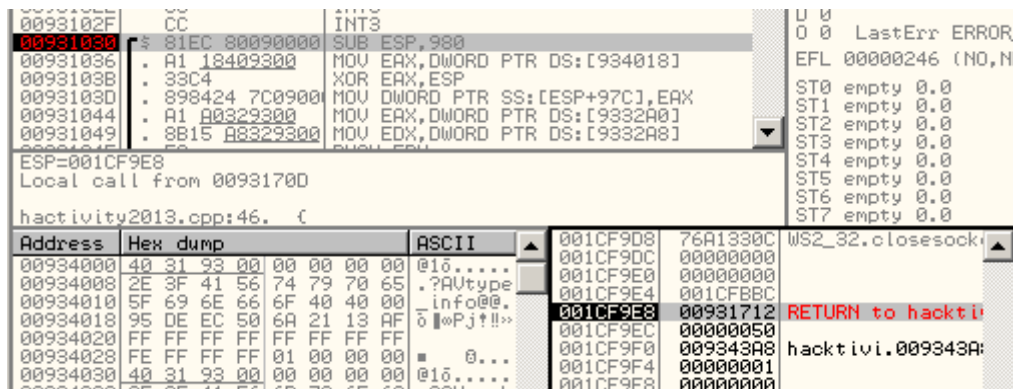 0093102F CC INT3
00931030 $ 81EC 80090000 SUB ESP,980
00931036 . A1 18409300 MOV EAX,DWORD PTR DS:[934018]
0093103B . 33C4 XOR EAX,ESP
0093103D . 898424 7C0900 MOV DWORD PTR SS:[ESP+97C],EAX
00931044 . A1 A0329300 MOV EAX,DWORD PTR DS:[9332A0]
00931049 . 8B15 A8329300 MOV EDX,DWORD PTR DS:[9332A8]
ESP=001CF9E8
Local call from 0093170D
hactivity2013.cpp:46. {
O 0 LastErr ERROR_
EFL 00000246 (NO,N
ST0 empty 0.0
ST1 empty 0.0
ST2 empty 0.0
ST3 empty 0.0
ST4 empty 0.0
ST5 empty 0.0
ST6 empty 0.0
ST7 empty 0.0
Address Hex dump ASCII
00934000 40 31 93 00 00 00 00 00 @1ô.....
00934008 2E 3F 41 56 74 79 70 65 .?AVtype
00934010 5F 69 6E 66 6F 40 40 00 _info@@.
00934018 95 DE EC 50 6A 21 13 AF
00934020 FF FF FF FF FF FF FF FF
00934028 FE FF FF FF 01 00 00 00
00934030 40 31 93 00 00 00 00 00 @1ô.....
001CF9D8 76A1330C WS2_32.closesock
001CF9DC 00000000
001CF9E0 00000000
001CF9E4 001CFBBC
001CF9E8 00931712 RETURN to hackti
001CF9EC 00000050
001CF9F0 009343A8 hacktivi.009343A8
001CF9F4 00000001
001CF9F8 00000000